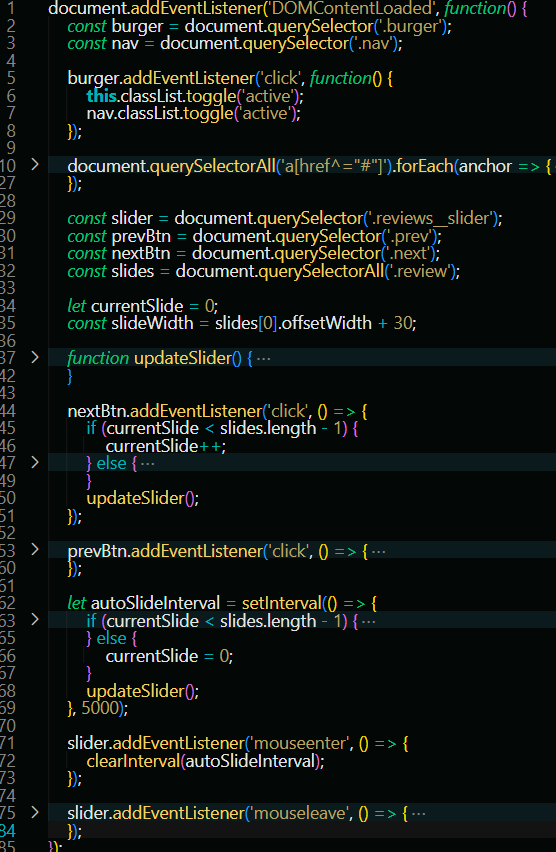 1 document.addEventListener('DOMContentLoaded', function() {
2 const burger = document.querySelector('.burger');
3 const nav = document.querySelector('.nav');
4
5 burger.addEventListener('click', function() {
6 this.classList.toggle('active');
7 nav.classList.toggle('active');
8 });
9
10 document.querySelectorAll('a[href^="#"]').forEach(anchor => {
27 });
28
29 const slider = document.querySelector('.reviews__slider');
30 const prevBtn = document.querySelector('.prev');
31 const nextBtn = document.querySelector('.next');
32 const slides = document.querySelectorAll('.review');
33
34 let currentSlide = 0;
35 const slideWidth = slides[0].offsetWidth + 30;
36
37 function updateSlider() { ···
42 }
43
44 nextBtn.addEventListener('click', () => {
45 if (currentSlide < slides.length - 1) {
46 currentSlide++;
47 } else { ···
49 }
50 updateSlider();
51 });
52
53 prevBtn.addEventListener('click', () => { ···
60 });
61
62 let autoSlideInterval = setInterval(() => {
63 if (currentSlide < slides.length - 1) { ···
65 } else {
66 currentSlide = 0;
67 }
68 updateSlider();
69 }, 5000);
70
71 slider.addEventListener('mouseenter', () => {
72 clearInterval(autoSlideInterval);
73 });
74
75 slider.addEventListener('mouseleave', () => { ···
84 });
85 });